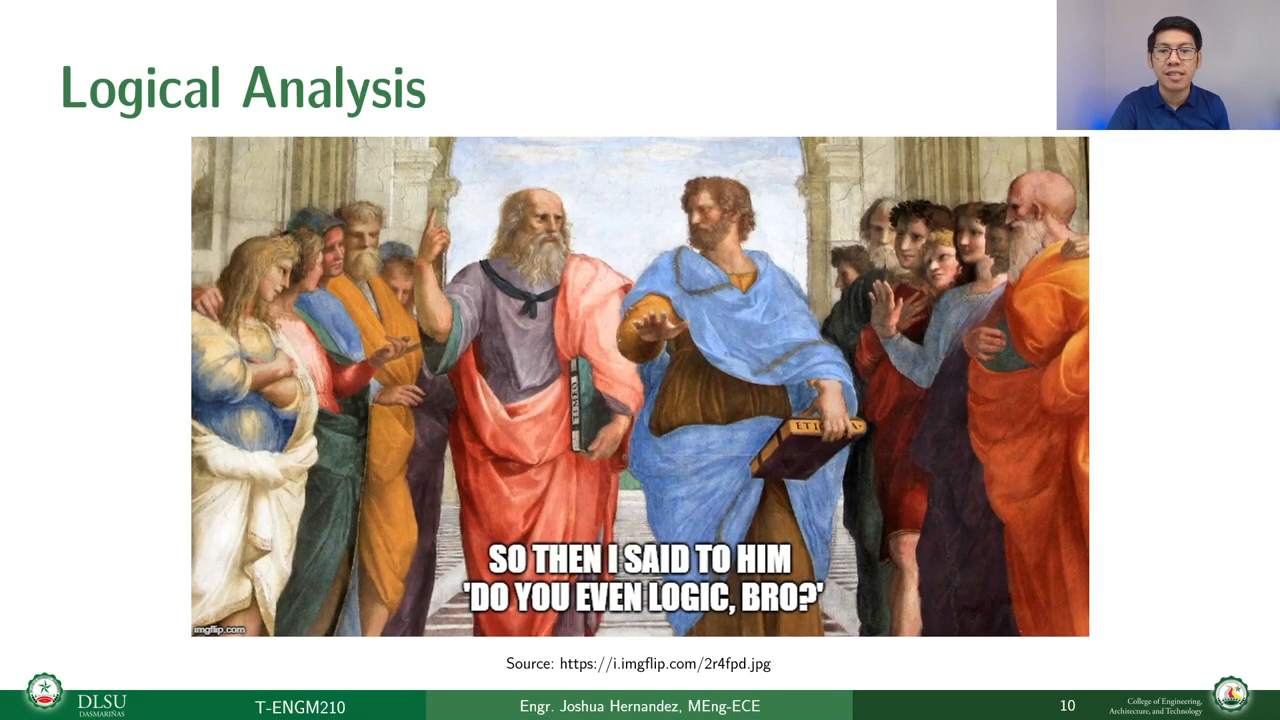 Logical Analysis
ETICA
SO THEN I SAID TO HIM
'DO YOU EVEN LOGIC, BRO?'
imgflip.com
Source: https://i.imgflip.com/2r4fpd.jpg
DLSU
DASMARIÑAS
T-ENGM210
Engr. Joshua Hernandez, MEng-ECE
10
College of Engineering,
Architecture, and Technology